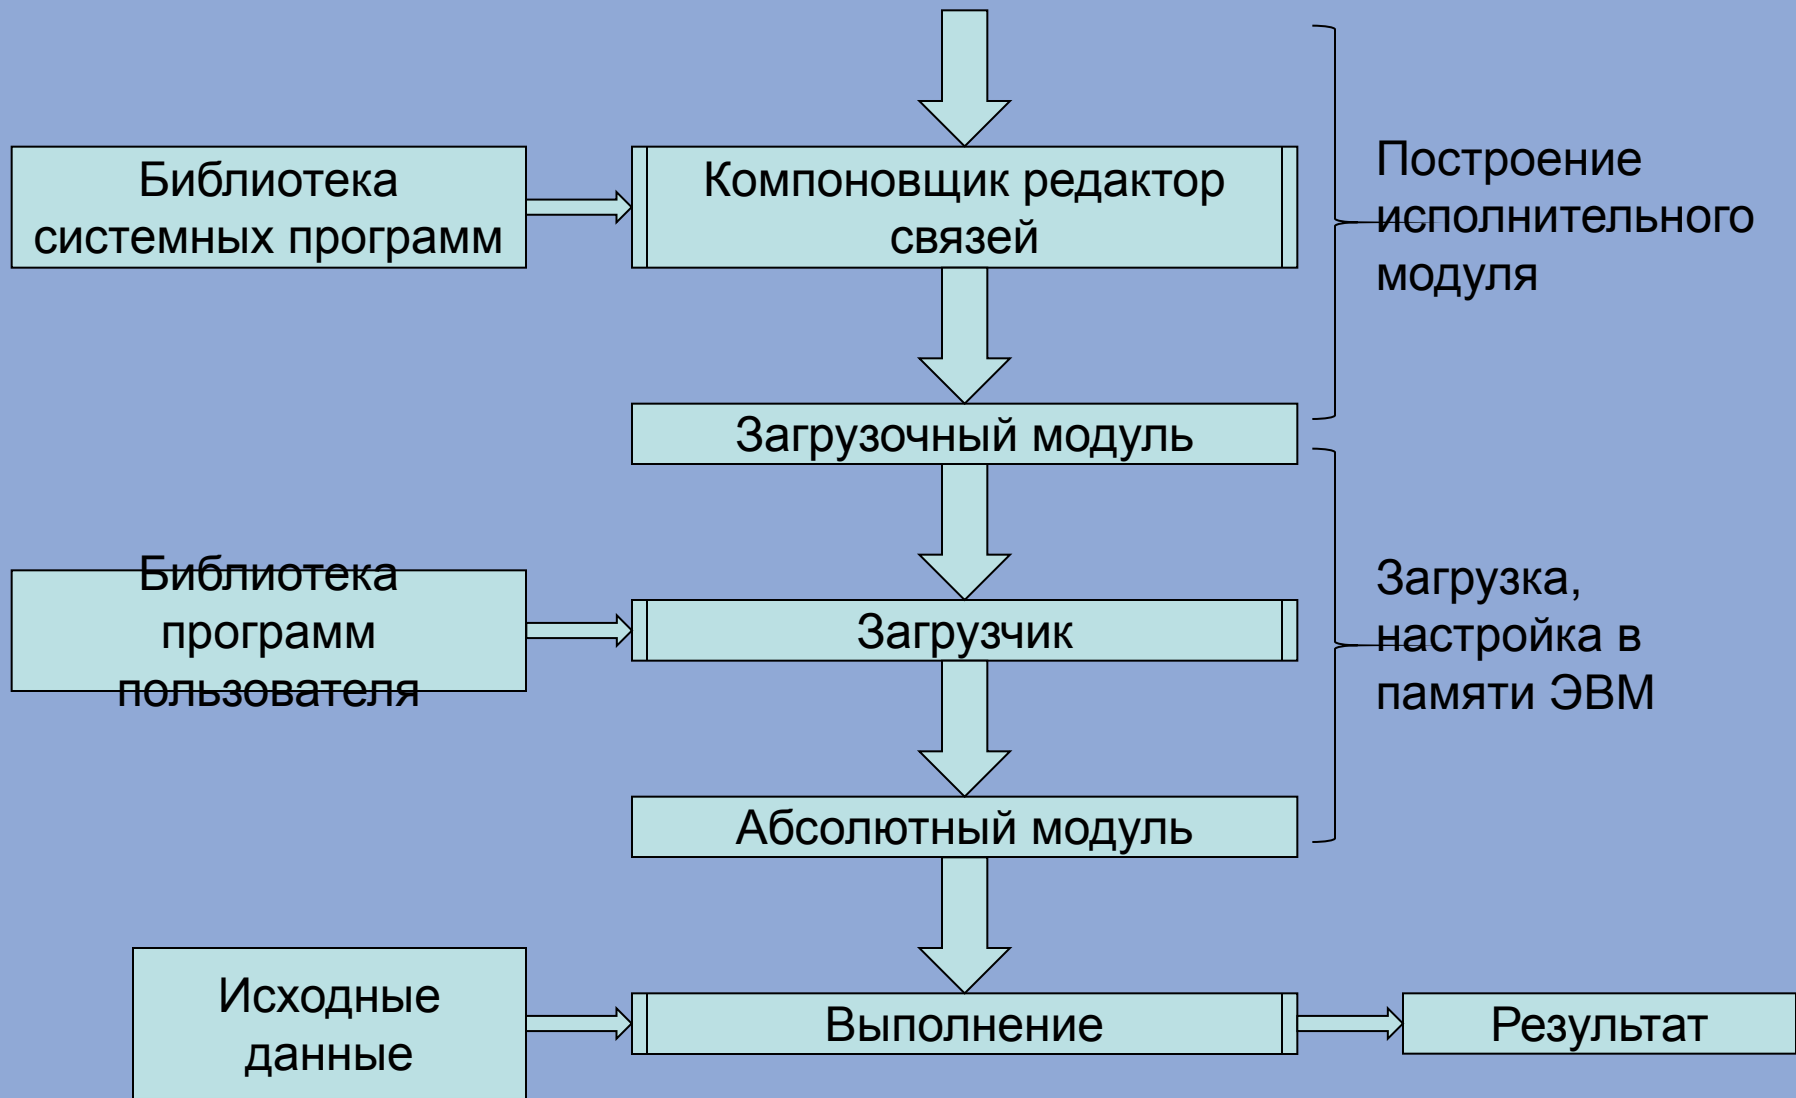 Библиотека
системных программ
Компоновщик редактор
связей
Построение
исполнительного
модуля
Загрузочный модуль
Библиотека
программ
пользователя
Загрузчик
Загрузка,
настройка в
памяти ЭВМ
Абсолютный модуль
Исходные
данные
Выполнение
Результат